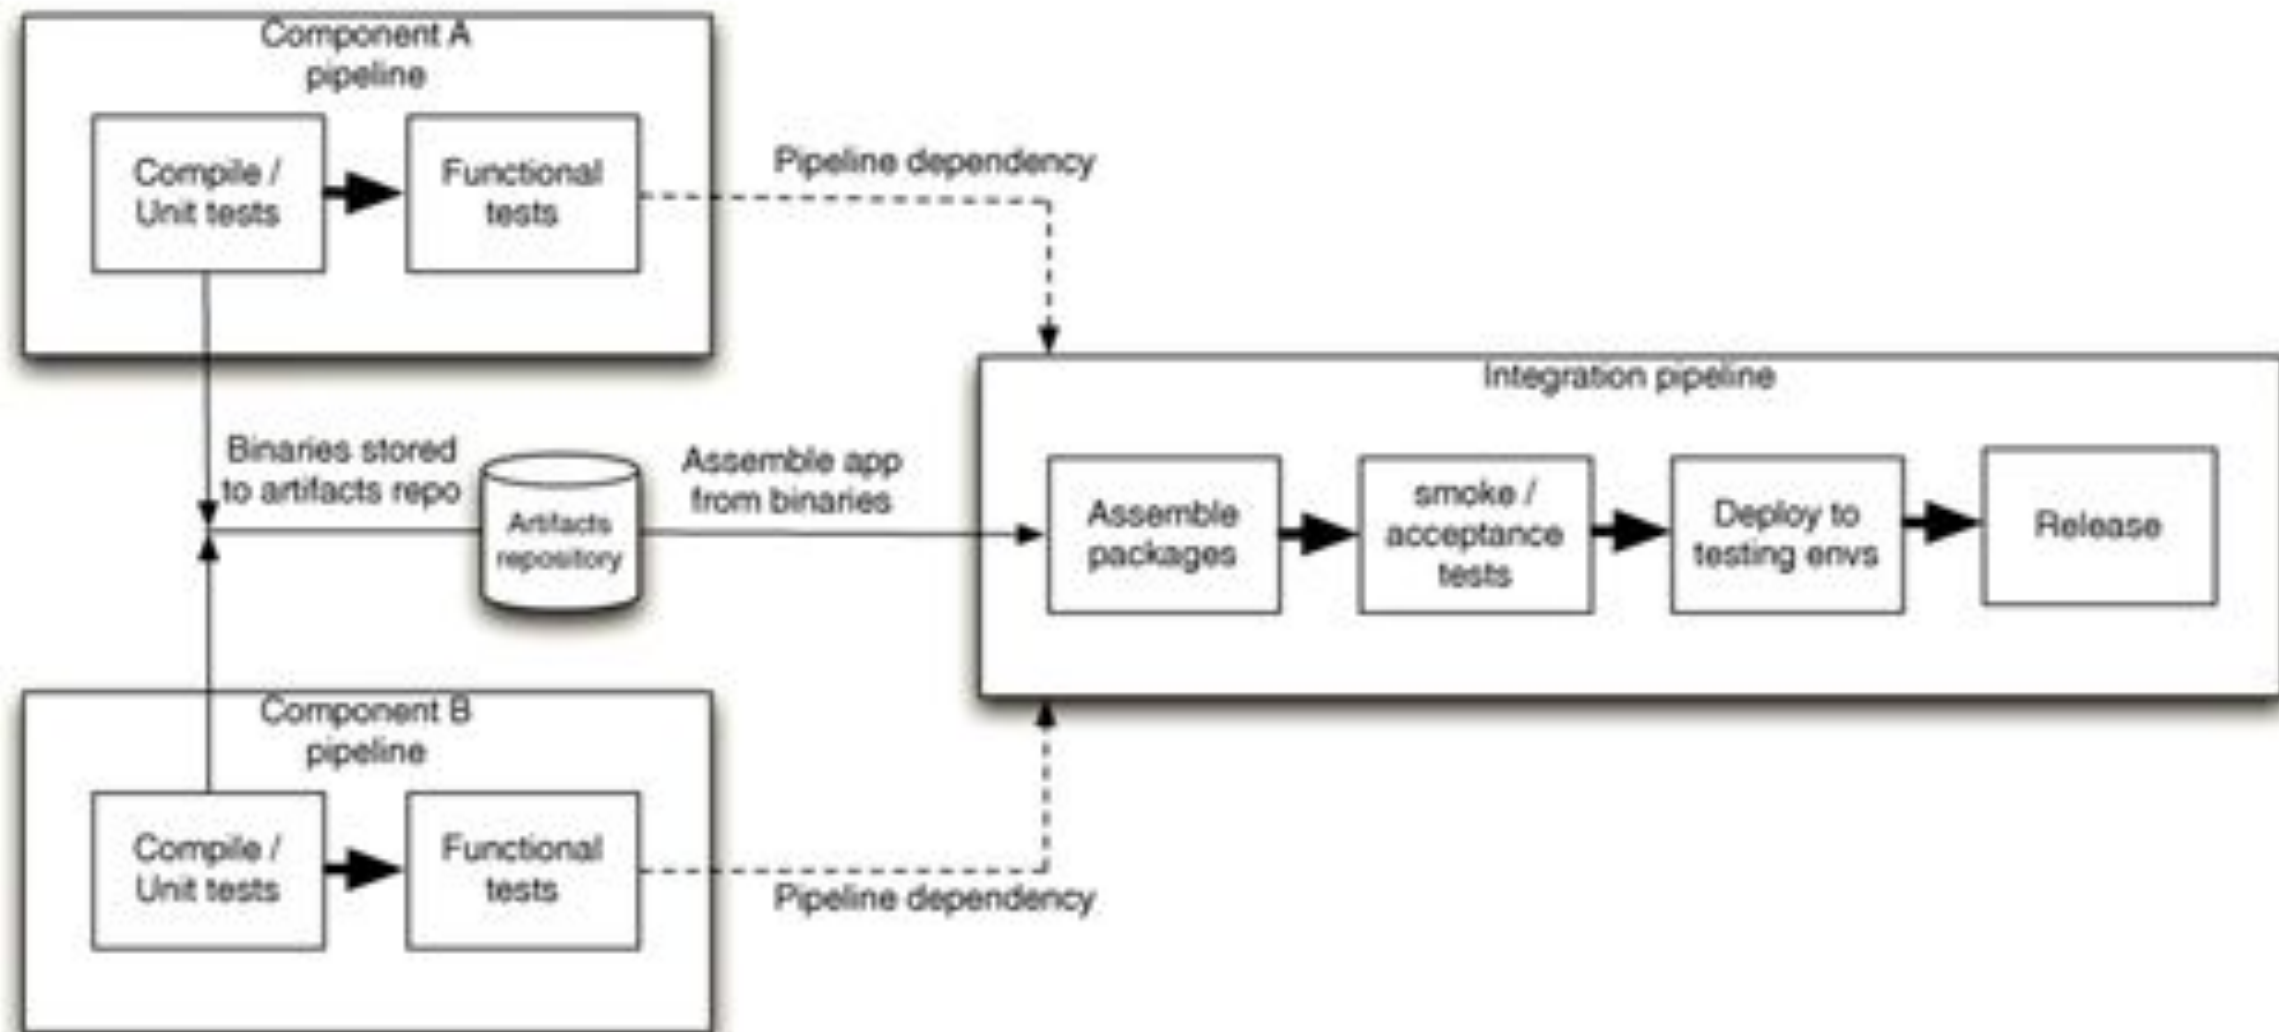 Component A
pipeline
Compile /
Unit tests
Functional
tests
Pipeline dependency
Binaries stored
to artifacts repo
Artifacts
repository
Assemble app
from binaries
Integration pipeline
Assemble
packages
smoke /
acceptance
tests
Deploy to
testing envs
Release
Component B
pipeline
Compile /
Unit tests
Functional
tests
Pipeline dependency